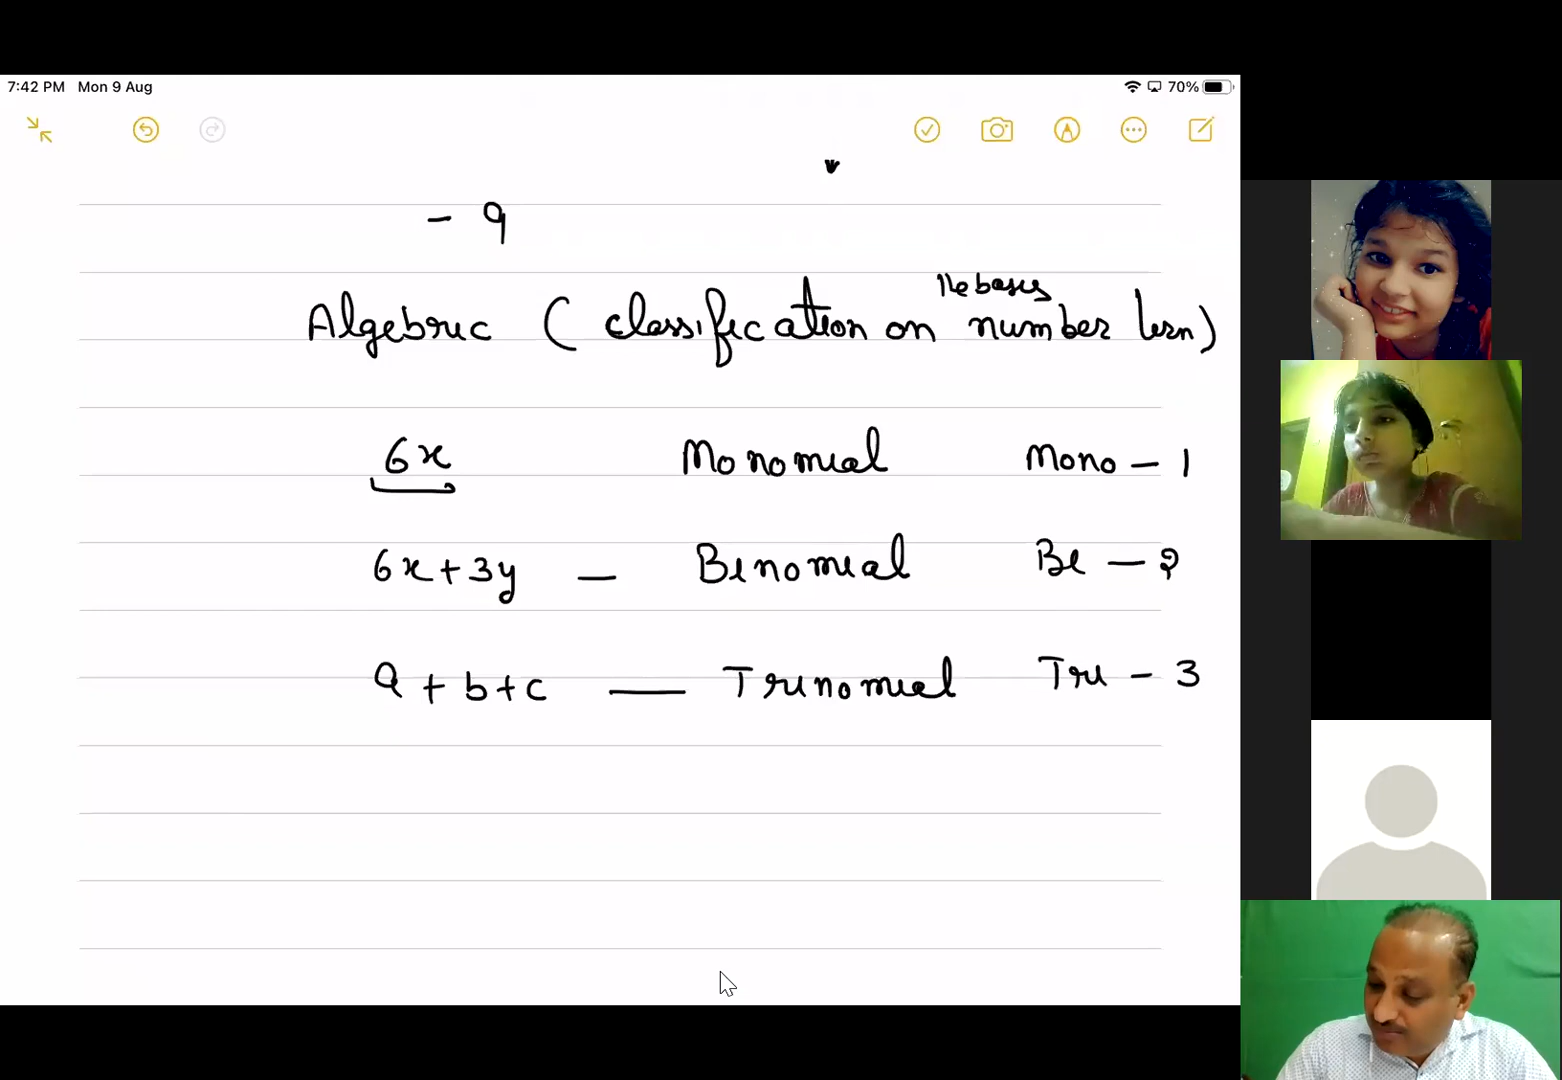 7:42 PM Mon 9 Aug 70%
- 9
the bases
Algebric ( classification on number term)
6x Monomial Mono - 1
6x+3y - Binomial Bi - 2
a + b + c — Trinomial Tri - 3